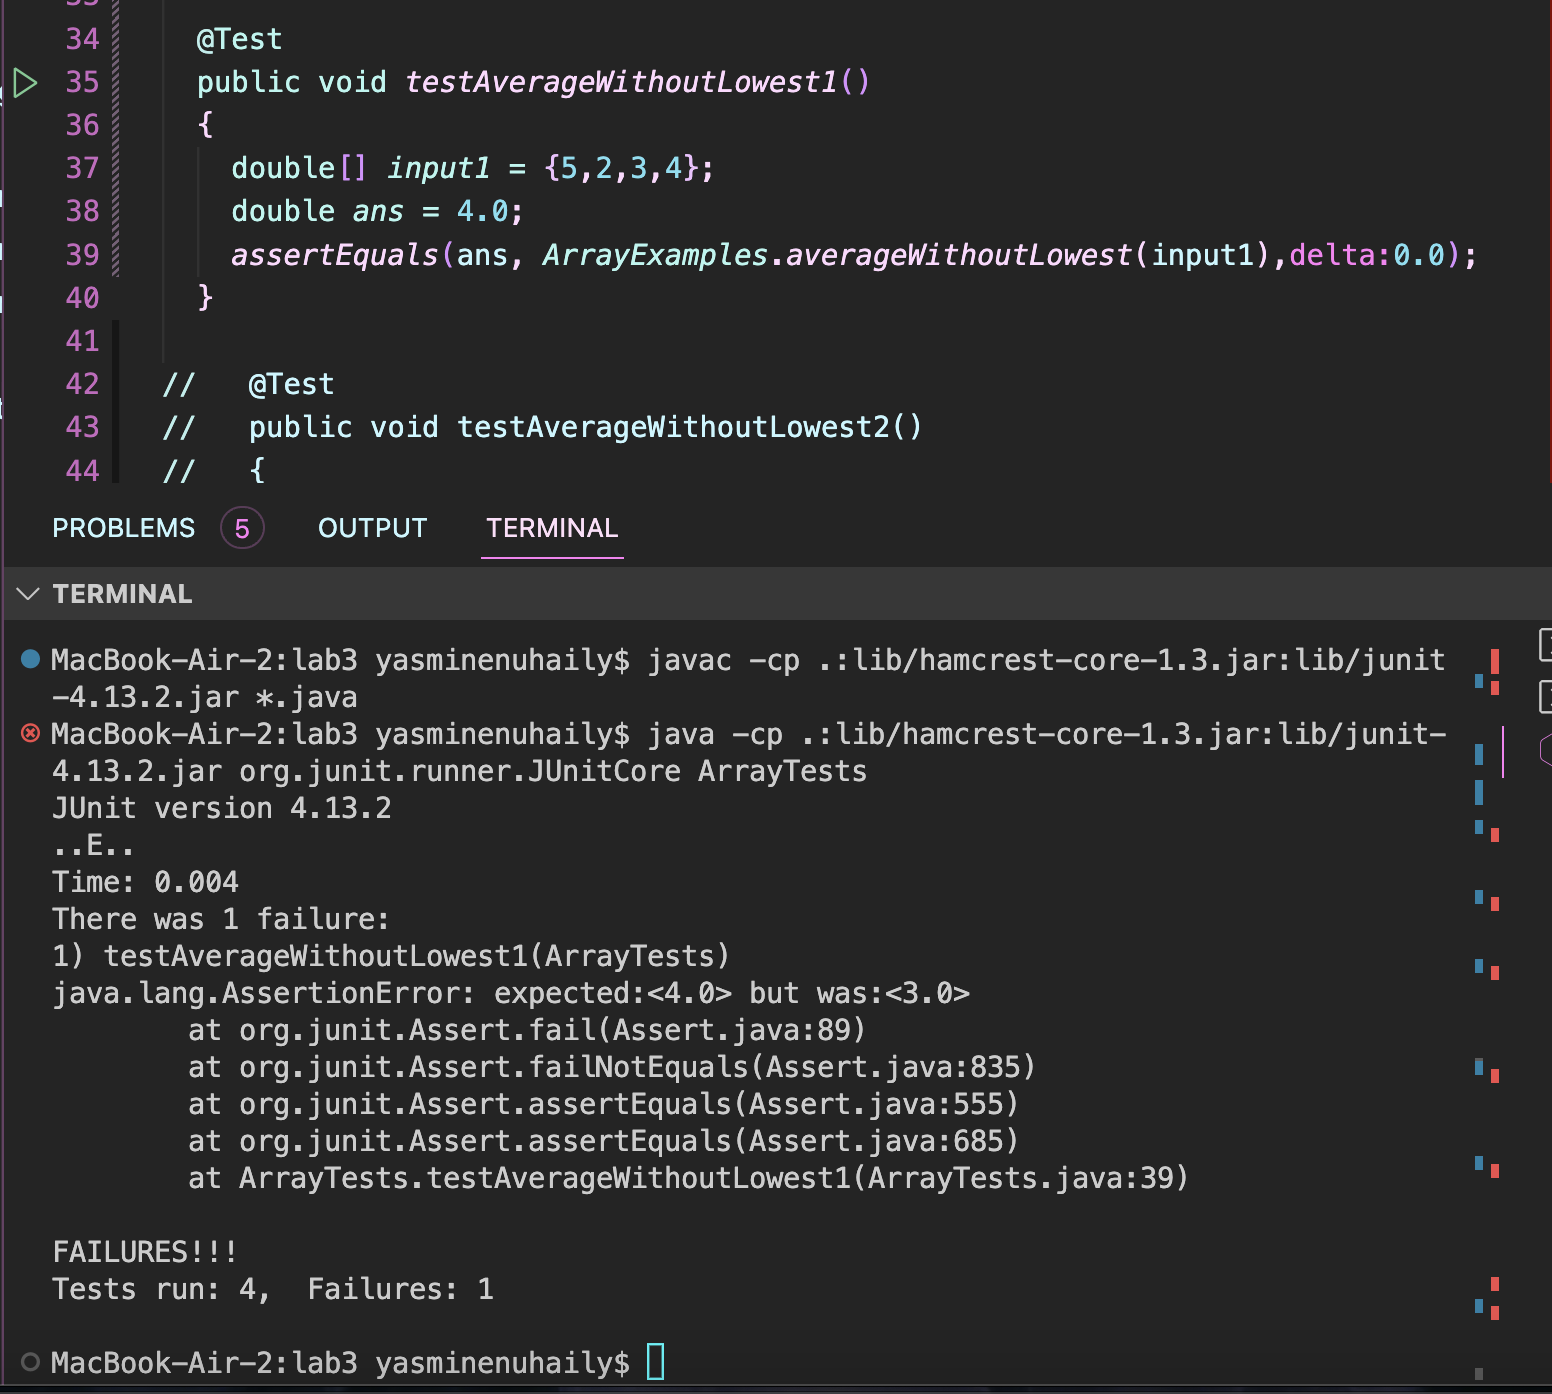 34 @Test
35 public void testAverageWithoutLowest1()
36 {
37 double[] input1 = {5,2,3,4};
38 double ans = 4.0;
39 assertEquals(ans, ArrayExamples.averageWithoutLowest(input1),delta:0.0);
40 }
41
42 // @Test
43 // public void testAverageWithoutLowest2()
44 // {
PROBLEMS 5 OUTPUT TERMINAL
TERMINAL
MacBook-Air-2:lab3 yasminenuhaily$ javac -cp .:lib/hamcrest-core-1.3.jar:lib/junit
-4.13.2.jar *.java
MacBook-Air-2:lab3 yasminenuhaily$ java -cp .:lib/hamcrest-core-1.3.jar:lib/junit-
4.13.2.jar org.junit.runner.JUnitCore ArrayTests
JUnit version 4.13.2
..E..
Time: 0.004
There was 1 failure:
1) testAverageWithoutLowest1(ArrayTests)
java.lang.AssertionError: expected:<4.0> but was:<3.0>
at org.junit.Assert.fail(Assert.java:89)
at org.junit.Assert.failNotEquals(Assert.java:835)
at org.junit.Assert.assertEquals(Assert.java:555)
at org.junit.Assert.assertEquals(Assert.java:685)
at ArrayTests.testAverageWithoutLowest1(ArrayTests.java:39)
FAILURES!!!
Tests run: 4,  Failures: 1
MacBook-Air-2:lab3 yasminenuhaily$